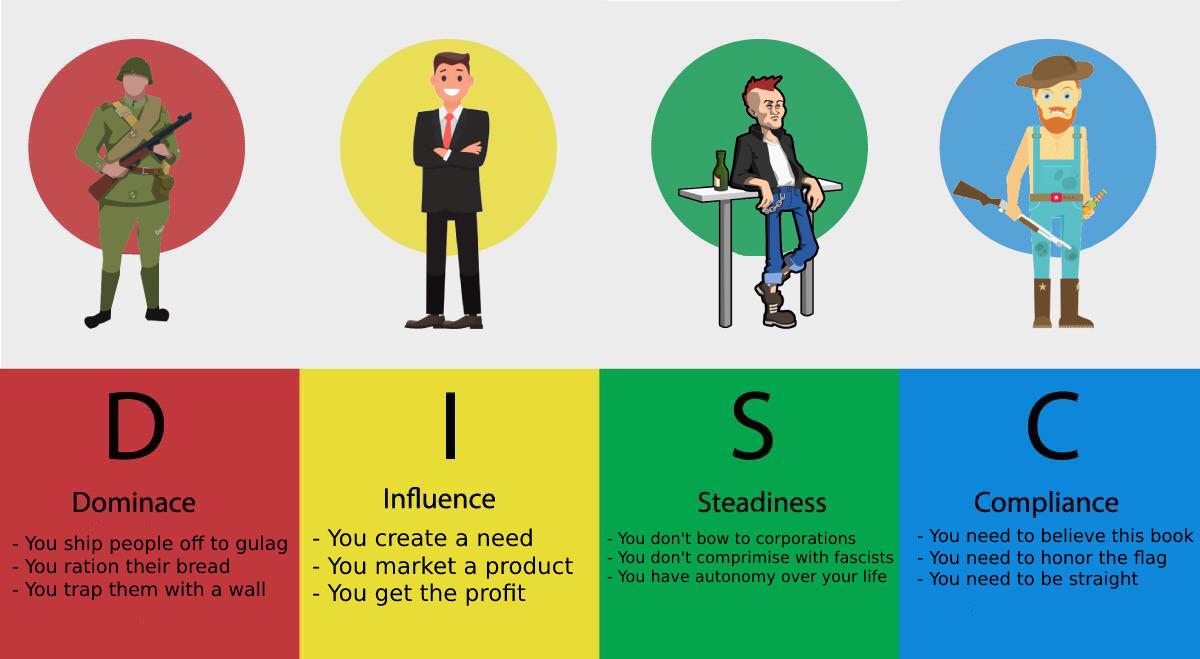 D
Dominace
- You ship people off to gulag
- You ration their bread
- You trap them with a wall
I
Influence
- You create a need
- You market a product
- You get the profit
S
Steadiness
- You don't bow to corporations
- You don't comprimise with fascists
- You have autonomy over your life
C
Compliance
- You need to believe this book
- You need to honor the flag
- You need to be straight